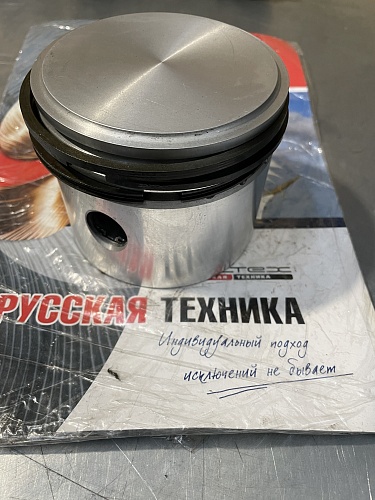 РУССКАЯ ТЕХНИКА
Индивидуальный подход
исключений не бывает